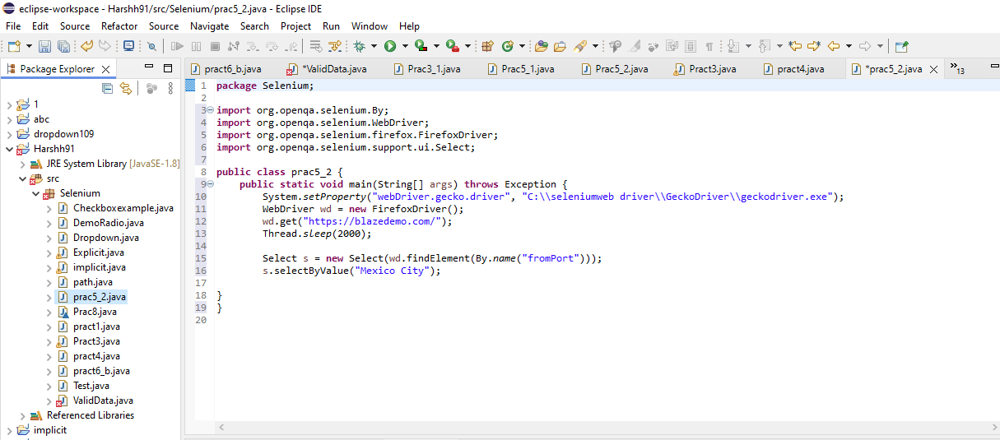 eclipse-workspace - Harshh91/src/Selenium/prac5_2.java - Eclipse IDE
File Edit Source Refactor Source Navigate Search Project Run Window Help
Package Explorer
1
abc
dropdown109
Harshh91
JRE System Library [JavaSE-1.8]
src
Selenium
Checkboxexample.java
DemoRadio.java
Dropdown.java
Explicit.java
implicit.java
path.java
prac5_2.java
Prac8.java
pract1.java
Pract3.java
pract4.java
pract6_b.java
Test.java
ValidData.java
Referenced Libraries
implicit
pract6_b.java *ValidData.java Prac3_1.java Prac5_1.java Prac5_2.java Pract3.java pract4.java *prac5_2.java 13
1 package Selenium;
2
3 import org.openqa.selenium.By;
4 import org.openqa.selenium.WebDriver;
5 import org.openqa.selenium.firefox.FirefoxDriver;
6 import org.openqa.selenium.support.ui.Select;
7
8 public class prac5_2 {
9 public static void main(String[] args) throws Exception {
10 System.setProperty("webDriver.gecko.driver", "C:\\seleniumweb driver\\GeckoDriver\\geckodriver.exe");
11 WebDriver wd = new FirefoxDriver();
12 wd.get("https://blazedemo.com/");
13 Thread.sleep(2000);
14
15 Select s = new Select(wd.findElement(By.name("fromPort")));
16 s.selectByValue("Mexico City");
17
18 }
19 }
20